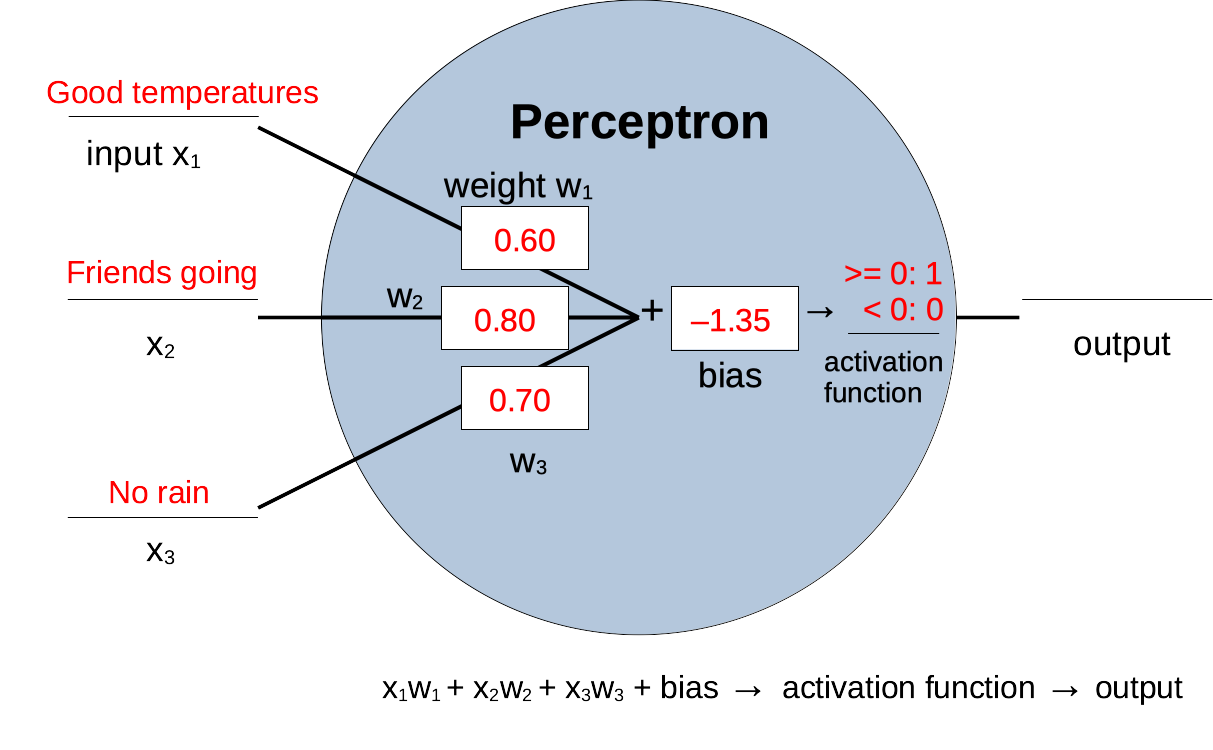 Good temperatures
input x₁
Perceptron
weight w₁
0.60
Friends going
w₂
0.80
x₂
+
–1.35
bias
→
>= 0: 1
< 0: 0
activation
function
output
0.70
w₃
No rain
x₃
x₁w₁ + x₂w₂ + x₃w₃ + bias → activation function → output